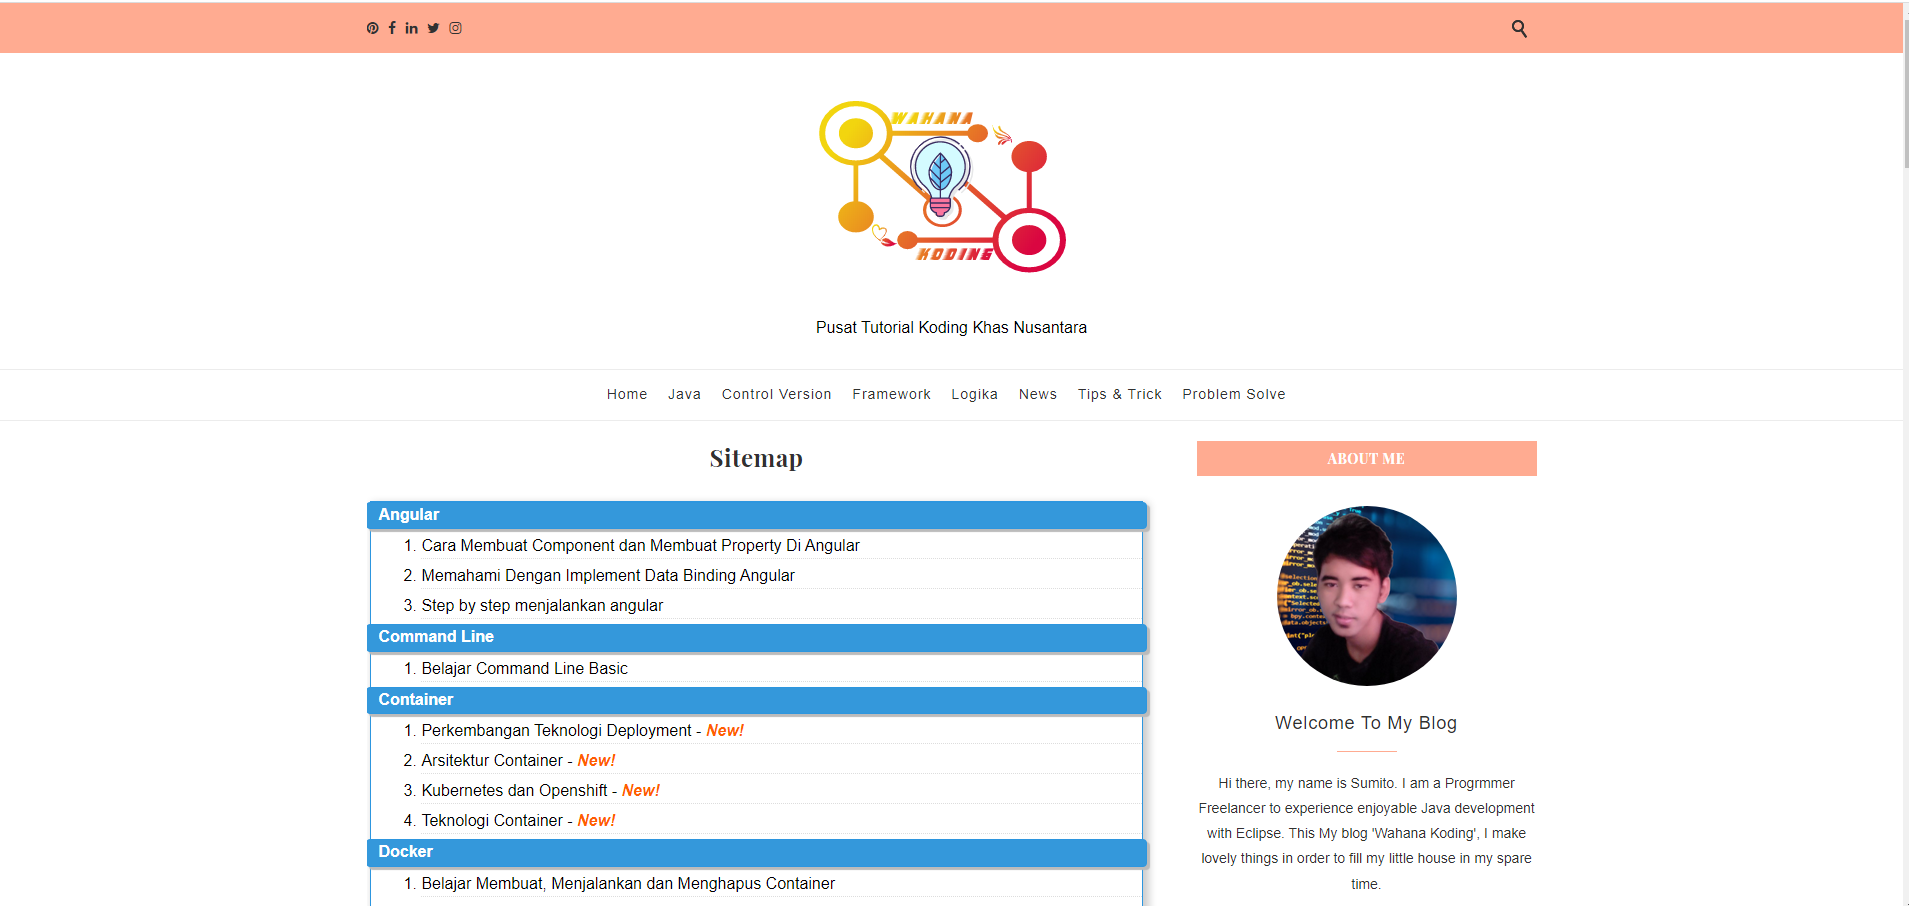 WAHANA
KODING
Pusat Tutorial Koding Khas Nusantara
Home Java Control Version Framework Logika News Tips & Trick Problem Solve
Sitemap
Angular
1. Cara Membuat Component dan Membuat Property Di Angular
2. Memahami Dengan Implement Data Binding Angular
3. Step by step menjalankan angular
Command Line
1. Belajar Command Line Basic
Container
1. Perkembangan Teknologi Deployment - New!
2. Arsitektur Container - New!
3. Kubernetes dan Openshift - New!
4. Teknologi Container - New!
Docker
1. Belajar Membuat, Menjalankan dan Menghapus Container
ABOUT ME
Welcome To My Blog
Hi there, my name is Sumito. I am a Progrmmer
Freelancer to experience enjoyable Java development
with Eclipse. This My blog 'Wahana Koding', I make
lovely things in order to fill my little house in my spare
time.